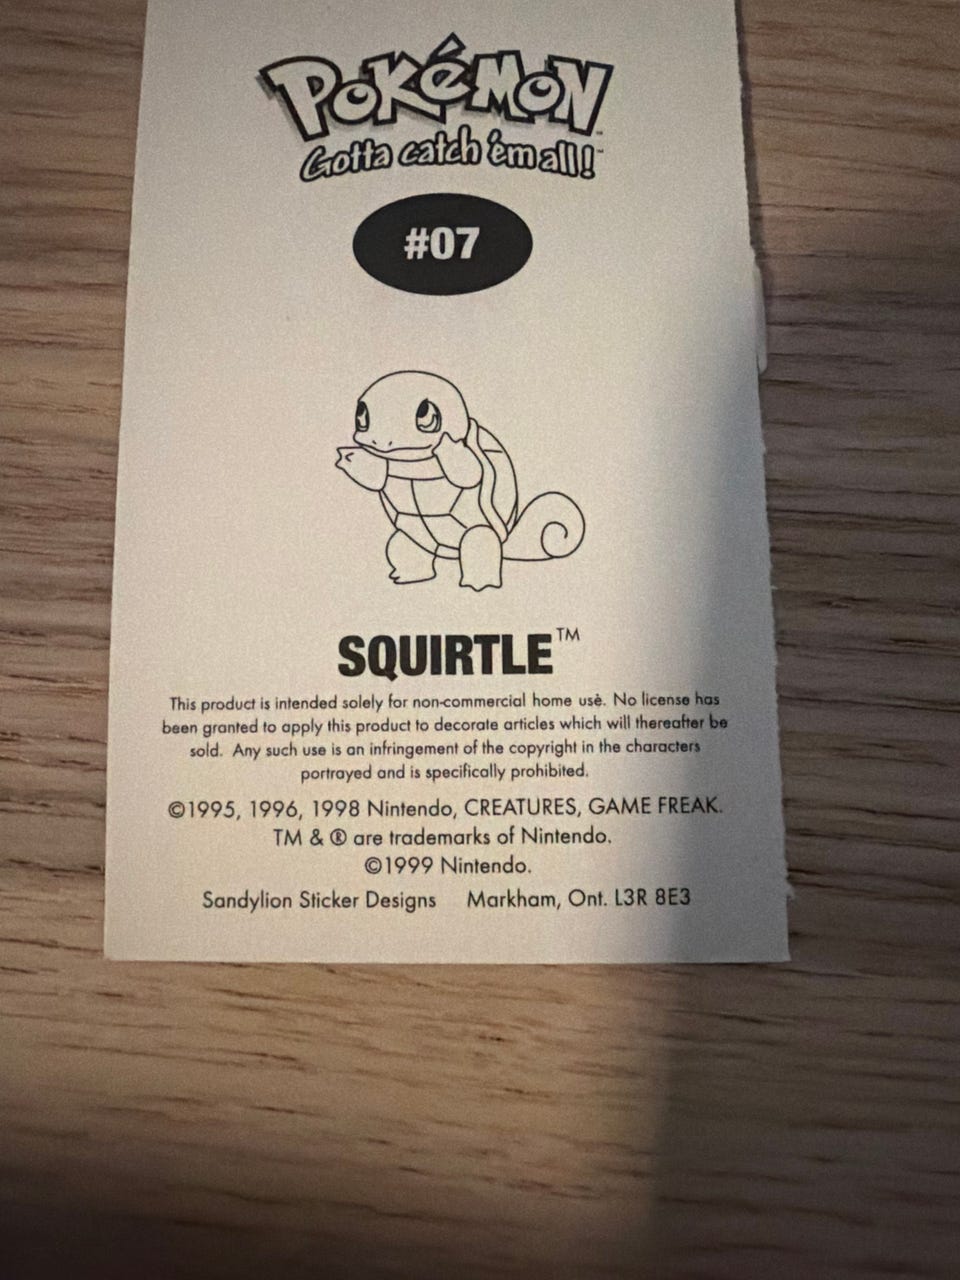 POKéMON™
Gotta catch 'em all!™
#07
SQUIRTLE™
This product is intended solely for non-commercial home use. No license has
been granted to apply this product to decorate articles which will thereafter be
sold. Any such use is an infringement of the copyright in the characters
portrayed and is specifically prohibited.
©1995, 1996, 1998 Nintendo, CREATURES, GAME FREAK.
TM & ® are trademarks of Nintendo.
©1999 Nintendo.
Sandylion Sticker Designs Markham, Ont. L3R 8E3